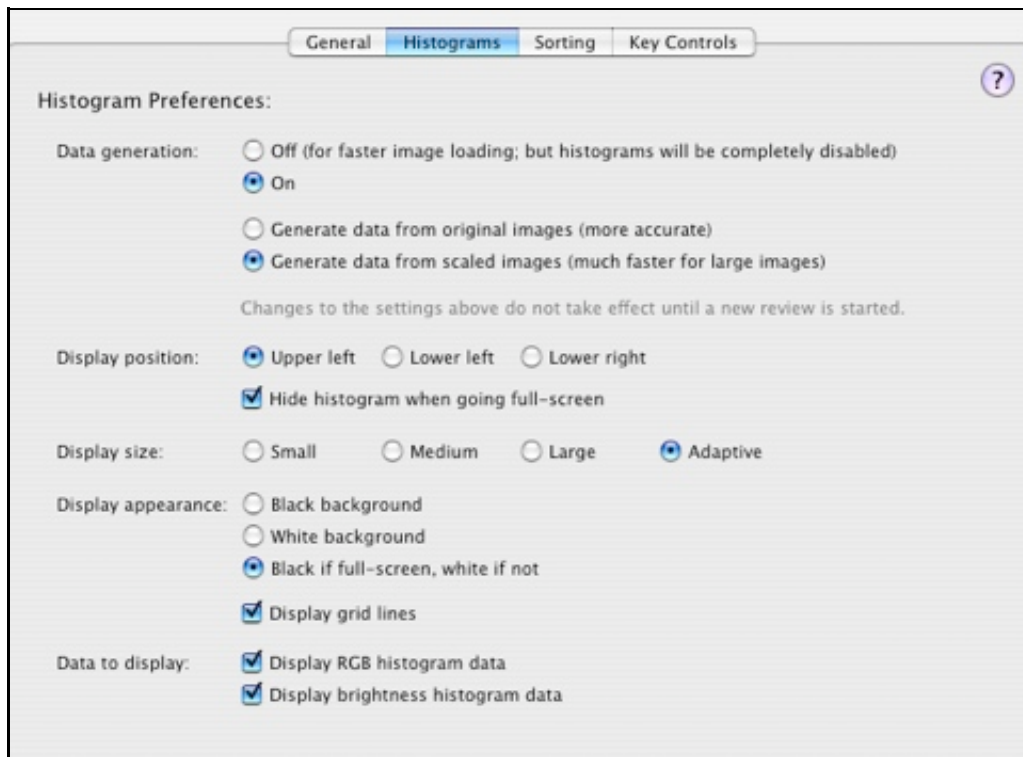 General Histograms Sorting Key Controls
?
Histogram Preferences:
Data generation: Off (for faster image loading; but histograms will be completely disabled)
On
Generate data from original images (more accurate)
Generate data from scaled images (much faster for large images)
Changes to the settings above do not take effect until a new review is started.
Display position: Upper left Lower left Lower right
Hide histogram when going full-screen
Display size: Small Medium Large Adaptive
Display appearance: Black background
White background
Black if full-screen, white if not
Display grid lines
Data to display: Display RGB histogram data
Display brightness histogram data